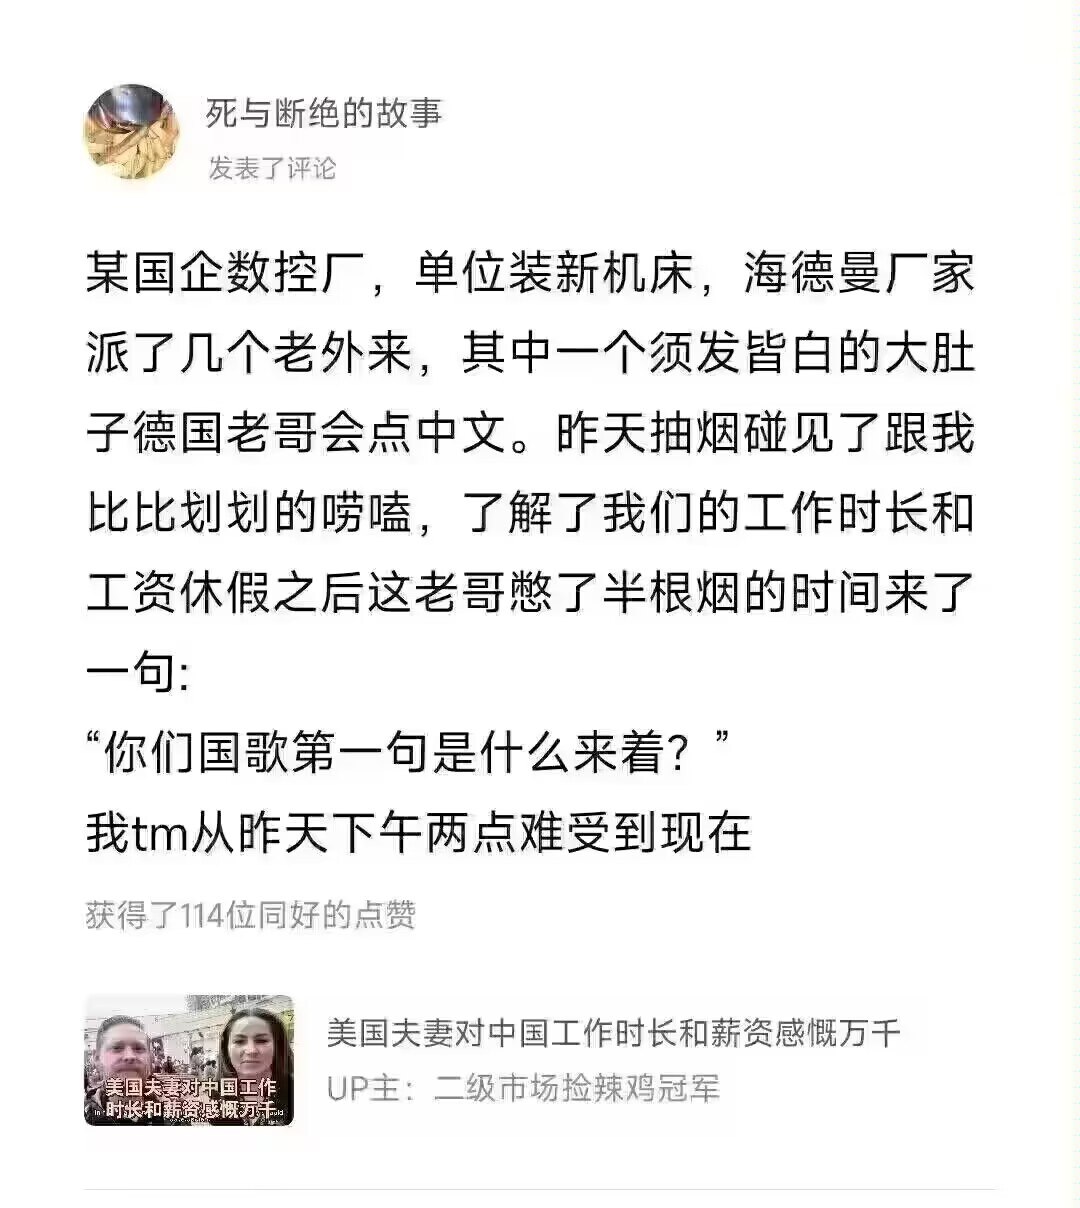 死与断绝的故事
发表了评论
某国企数控厂，单位装新机床，海德曼厂家
派了几个老外来，其中一个须发皆白的大肚
子德国老哥会点中文。昨天抽烟碰见了跟我
比比划划的唠嗑，了解了我们的工作时长和
工资休假之后这老哥憋了半根烟的时间来了
一句:
“你们国歌第一句是什么来着？”
我tm从昨天下午两点难受到现在
获得了114位同好的点赞
美国夫妻对中国工作
时长和薪资感慨万千
美国夫妻对中国工作时长和薪资感慨万千
UP主：二级市场捡辣鸡冠军